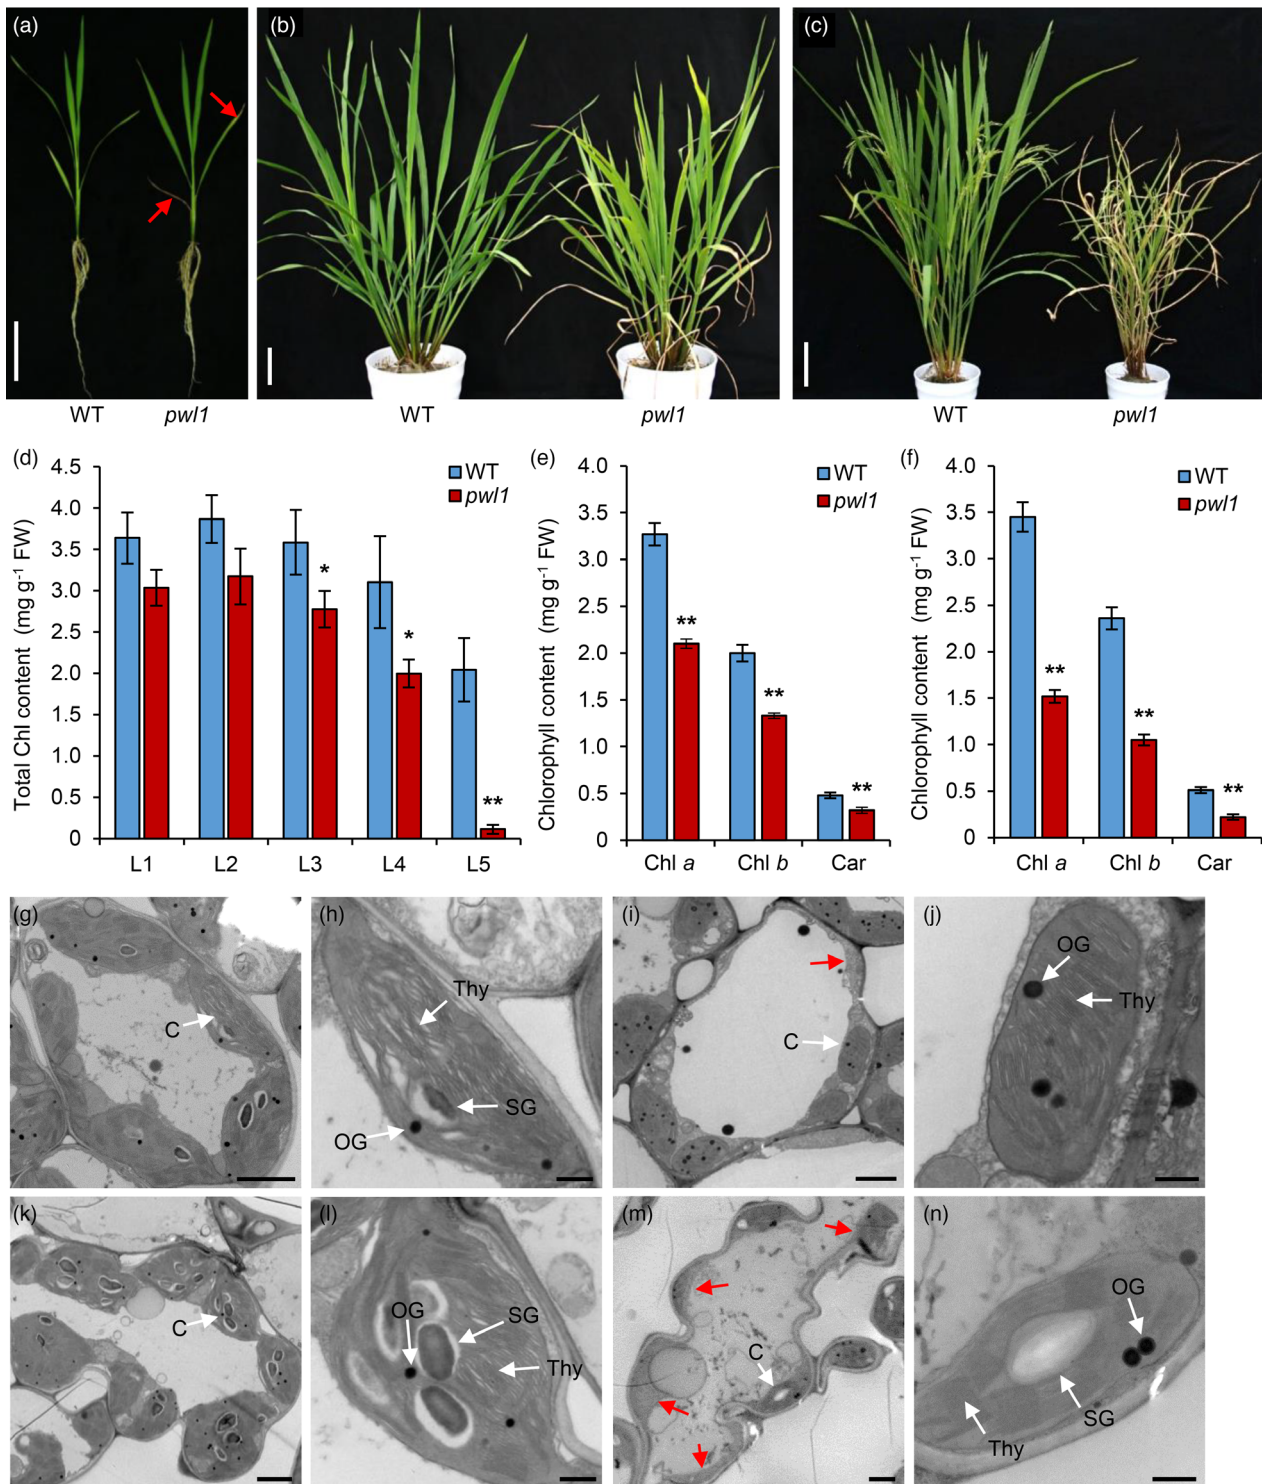 (a)
(b)
(c)
WT
pwl1
WT
pwl1
WT
pwl1
(d)
Total Chl content (mg g⁻¹ FW)
4.5
4.0
3.5
3.0
2.5
2.0
1.5
1.0
0.5
0
WT
pwl1
*
*
**
L1
L2
L3
L4
L5
(e)
Chlorophyll content (mg g⁻¹ FW)
4.0
3.5
3.0
2.5
2.0
1.5
1.0
0.5
0
WT
pwl1
**
**
**
Chl a
Chl b
Car
(f)
Chlorophyll content (mg g⁻¹ FW)
4.0
3.5
3.0
2.5
2.0
1.5
1.0
0.5
0
WT
pwl1
**
**
**
Chl a
Chl b
Car
(g)
C
(h)
Thy
SG
OG
(i)
C
(j)
OG
Thy
(k)
C
(l)
OG
SG
Thy
(m)
C
(n)
OG
SG
Thy